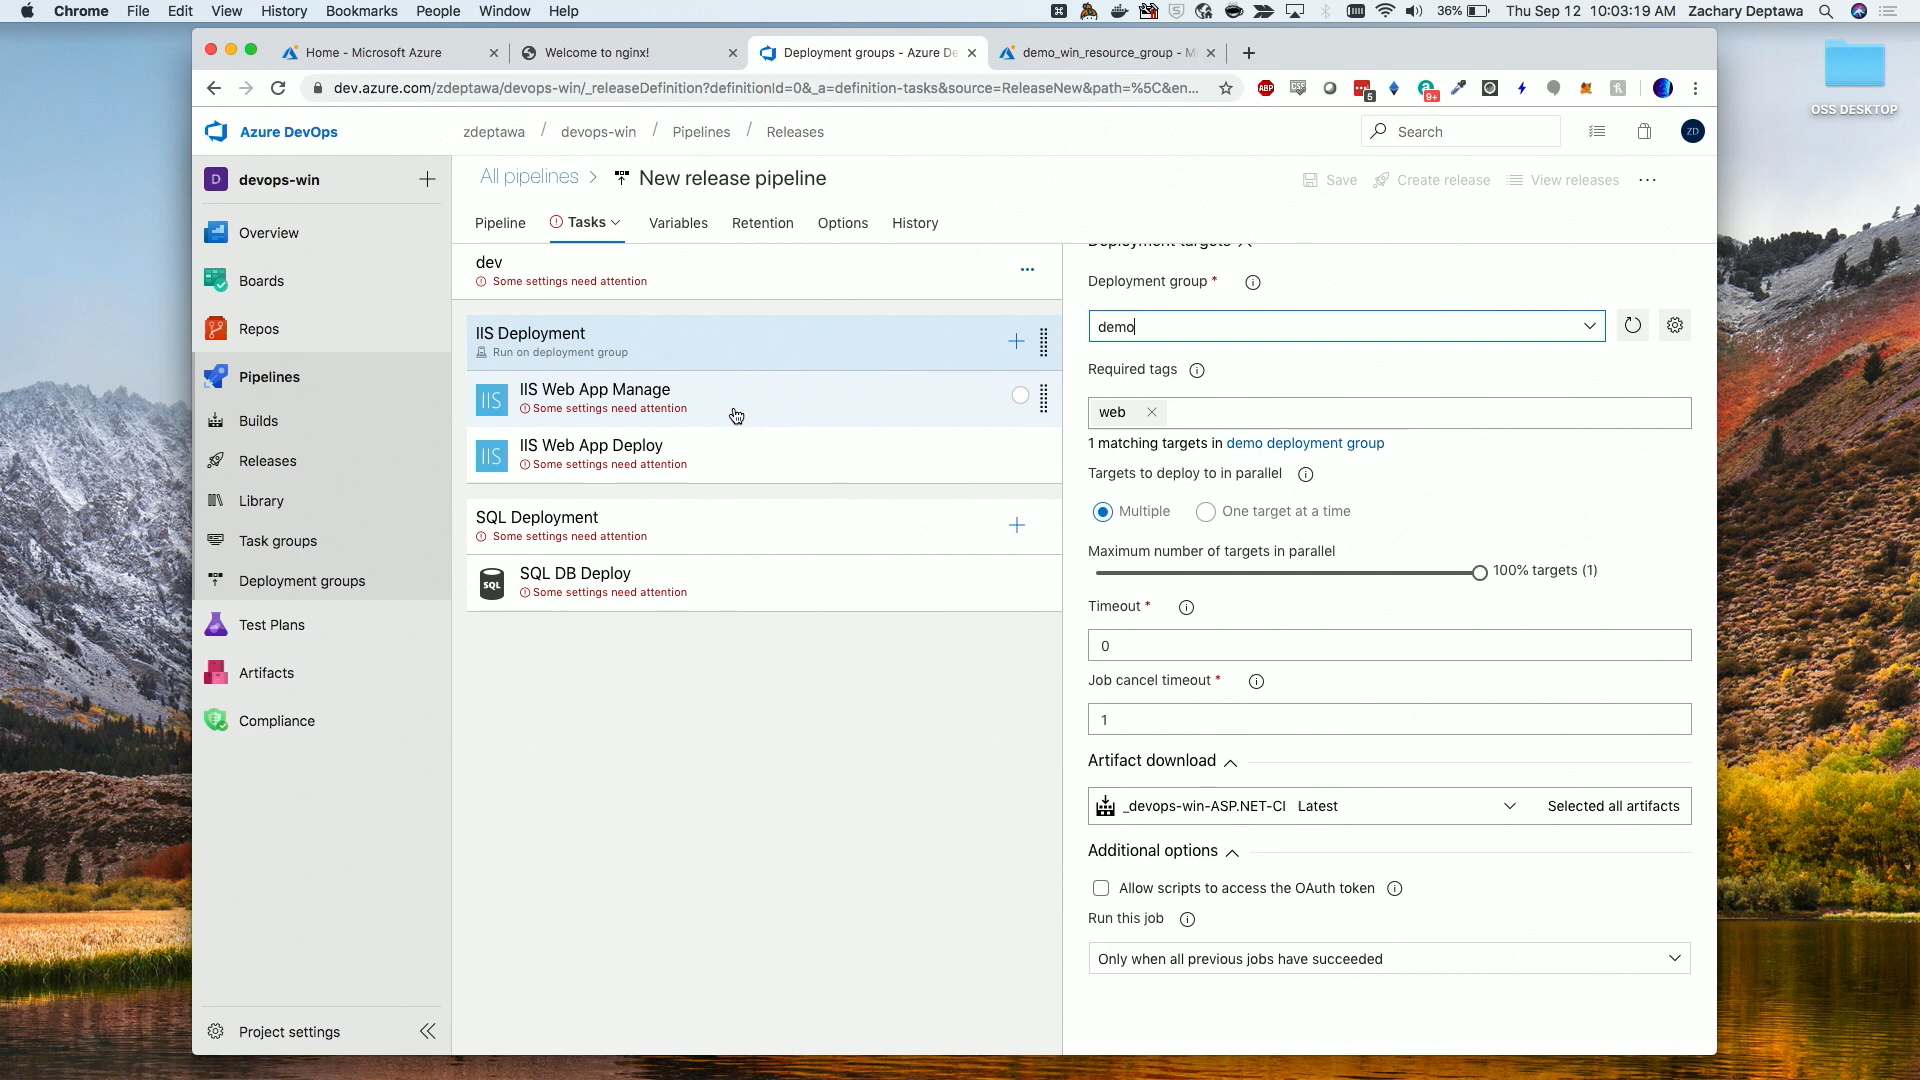 Chrome File Edit View History Bookmarks People Window Help
36% Thu Sep 12 10:03:19 AM Zachary Deptawa
Home - Microsoft Azure
Welcome to nginx!
Deployment groups - Azure De
demo_win_resource_group - M
dev.azure.com/zdeptawa/devops-win/_releaseDefinition?definitionId=0&_a=definition-tasks&source=ReleaseNew&path=%5C&en...
ABP
CSS
5
9+
OSS DESKTOP
Azure DevOps
zdeptawa / devops-win / Pipelines / Releases
Search
ZD
D devops-win
Overview
Boards
Repos
Pipelines
Builds
Releases
Library
Task groups
Deployment groups
Test Plans
Artifacts
Compliance
Project settings
All pipelines > New release pipeline
Save Create release View releases
Pipeline Tasks Variables Retention Options History
dev
Some settings need attention
IIS Deployment
Run on deployment group
IIS
IIS Web App Manage
Some settings need attention
IIS
IIS Web App Deploy
Some settings need attention
SQL Deployment
Some settings need attention
SQL
SQL DB Deploy
Some settings need attention
Deployment targets
Deployment group *
demo
Required tags
web
1 matching targets in demo deployment group
Targets to deploy to in parallel
Multiple One target at a time
Maximum number of targets in parallel
100% targets (1)
Timeout *
0
Job cancel timeout *
1
Artifact download
_devops-win-ASP.NET-CI Latest Selected all artifacts
Additional options
Allow scripts to access the OAuth token
Run this job
Only when all previous jobs have succeeded